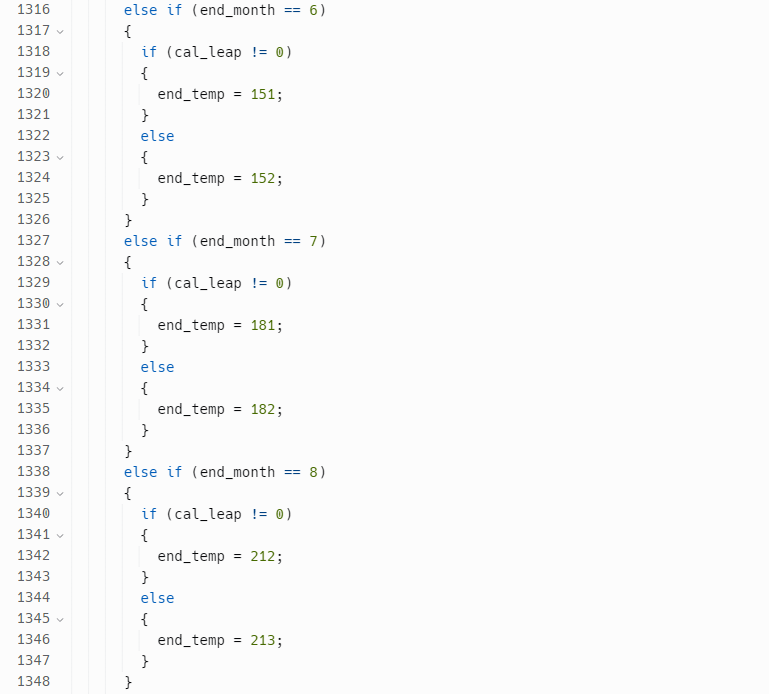 1316 else if (end_month == 6)
1317 {
1318 if (cal_leap != 0)
1319 {
1320 end_temp = 151;
1321 }
1322 else
1323 {
1324 end_temp = 152;
1325 }
1326 }
1327 else if (end_month == 7)
1328 {
1329 if (cal_leap != 0)
1330 {
1331 end_temp = 181;
1332 }
1333 else
1334 {
1335 end_temp = 182;
1336 }
1337 }
1338 else if (end_month == 8)
1339 {
1340 if (cal_leap != 0)
1341 {
1342 end_temp = 212;
1343 }
1344 else
1345 {
1346 end_temp = 213;
1347 }
1348 }